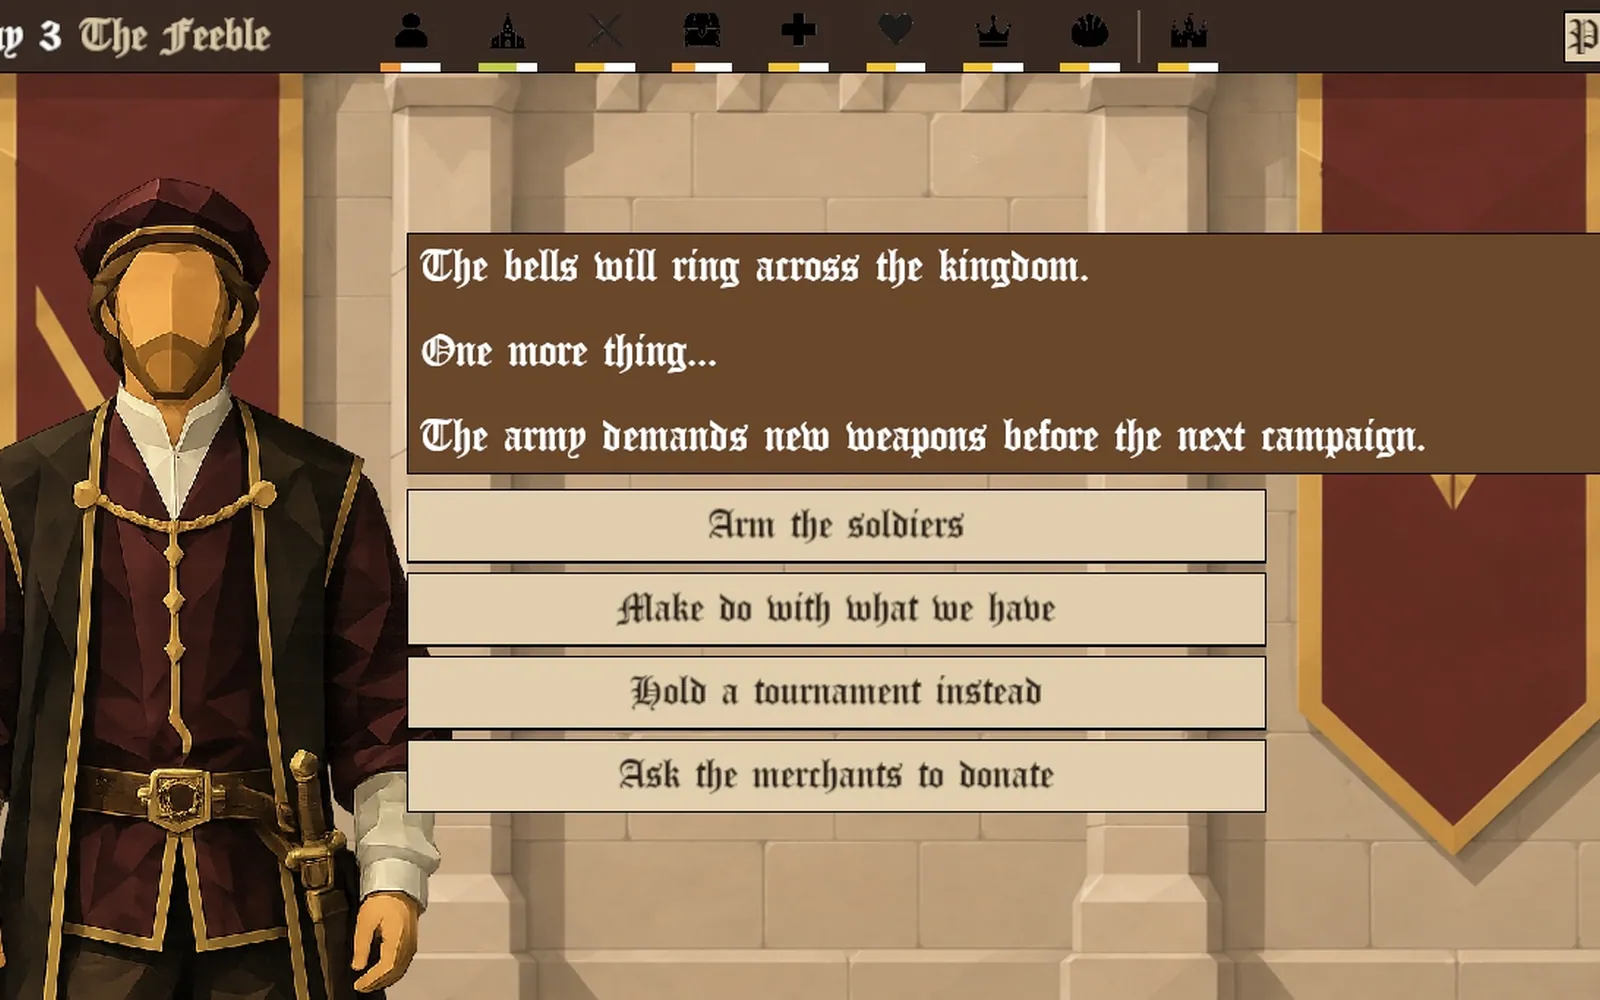 3 The Feeble
The bells will ring across the kingdom.
One more thing...
The army demands new weapons before the next campaign.
Arm the soldiers
Make do with what we have
Hold a tournament instead
Ask the merchants to donate